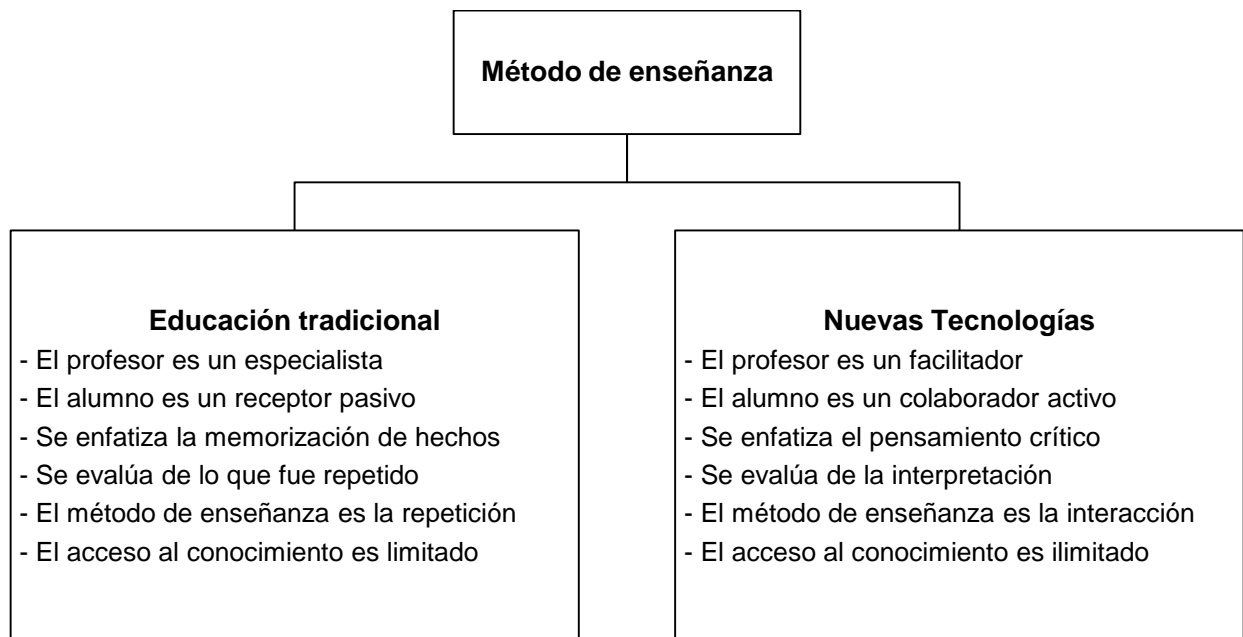 Método de enseñanza
Educación tradicional
- El profesor es un especialista
- El alumno es un receptor pasivo
- Se enfatiza la memorización de hechos
- Se evalúa de lo que fue repetido
- El método de enseñanza es la repetición
- El acceso al conocimiento es limitado
Nuevas Tecnologías
- El profesor es un facilitador
- El alumno es un colaborador activo
- Se enfatiza el pensamiento crítico
- Se evalúa de la interpretación
- El método de enseñanza es la interacción
- El acceso al conocimiento es ilimitado